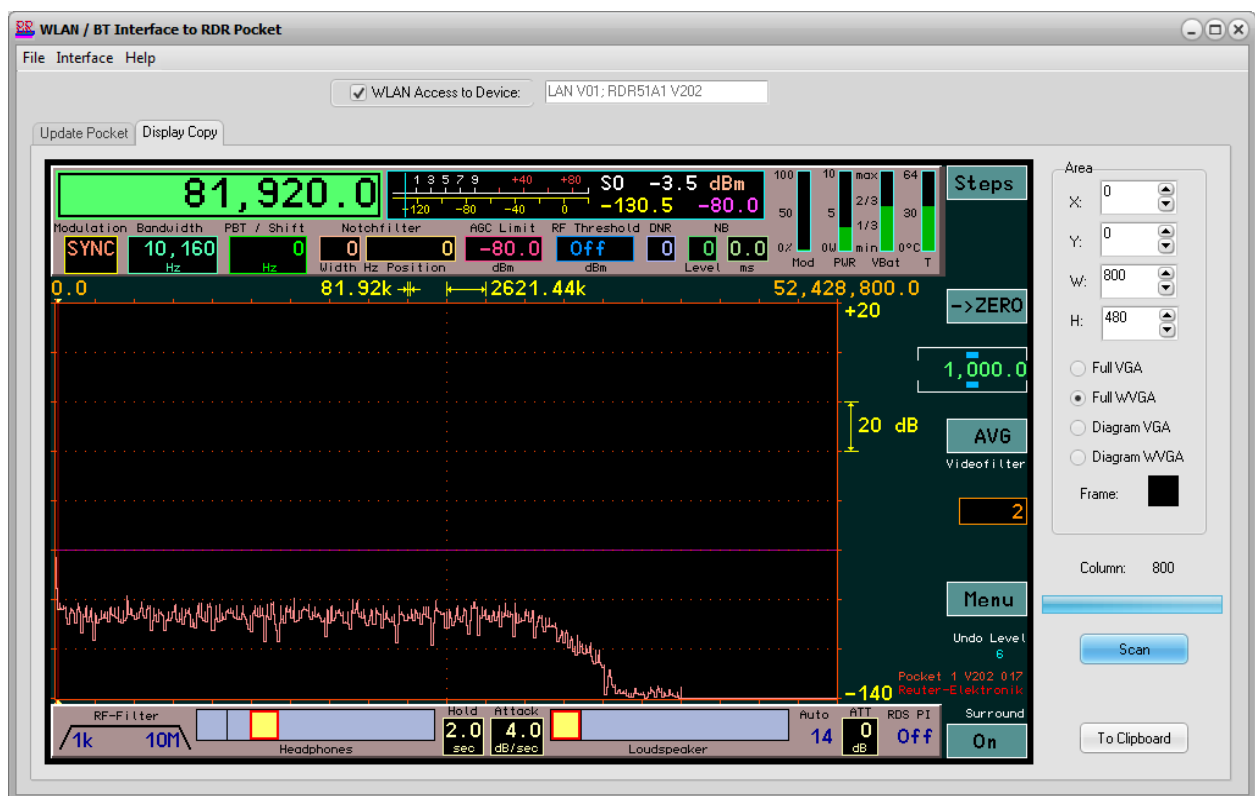 WLAN / BT Interface to RDR Pocket
File Interface Help
WLAN Access to Device: LAN V01; RDR51A1 V202
Update Pocket Display Copy
81,920.0
1 3 5 7 9 +40 +80
-120 -80 -40 0
S0 -3.5 dBm
-130.5 -80.0
100 50 0%
Mod
10 5 0W
PWR
max 2/3 1/3 min
VBat
64 30 0°C
T
Steps
Modulation Bandwidth PBT / Shift Notchfilter AGC Limit RF Threshold DNR NB
SYNC 10,160 0 0 0 -80.0 Off 0 0 0.0
Hz Hz Width Hz Position dBm dBm Level ms
0.0 81.92k 2621.44k 52,428,800.0
+20
->ZERO
1,000.0
20 dB
AVG
Videofilter
2
Menu
Undo Level
6
Pocket 1 V202 017
-140 Reuter-Elektronik
RF-Filter
1k 10M
Headphones
Hold Attack
2.0 4.0
sec dB/sec
Loudspeaker
Auto ATT RDS PI
14 0 Off
dB
Surround
On
Area
X: 0
Y: 0
W: 800
H: 480
Full VGA
Full WVGA
Diagram VGA
Diagram WVGA
Frame:
Column: 800
Scan
To Clipboard